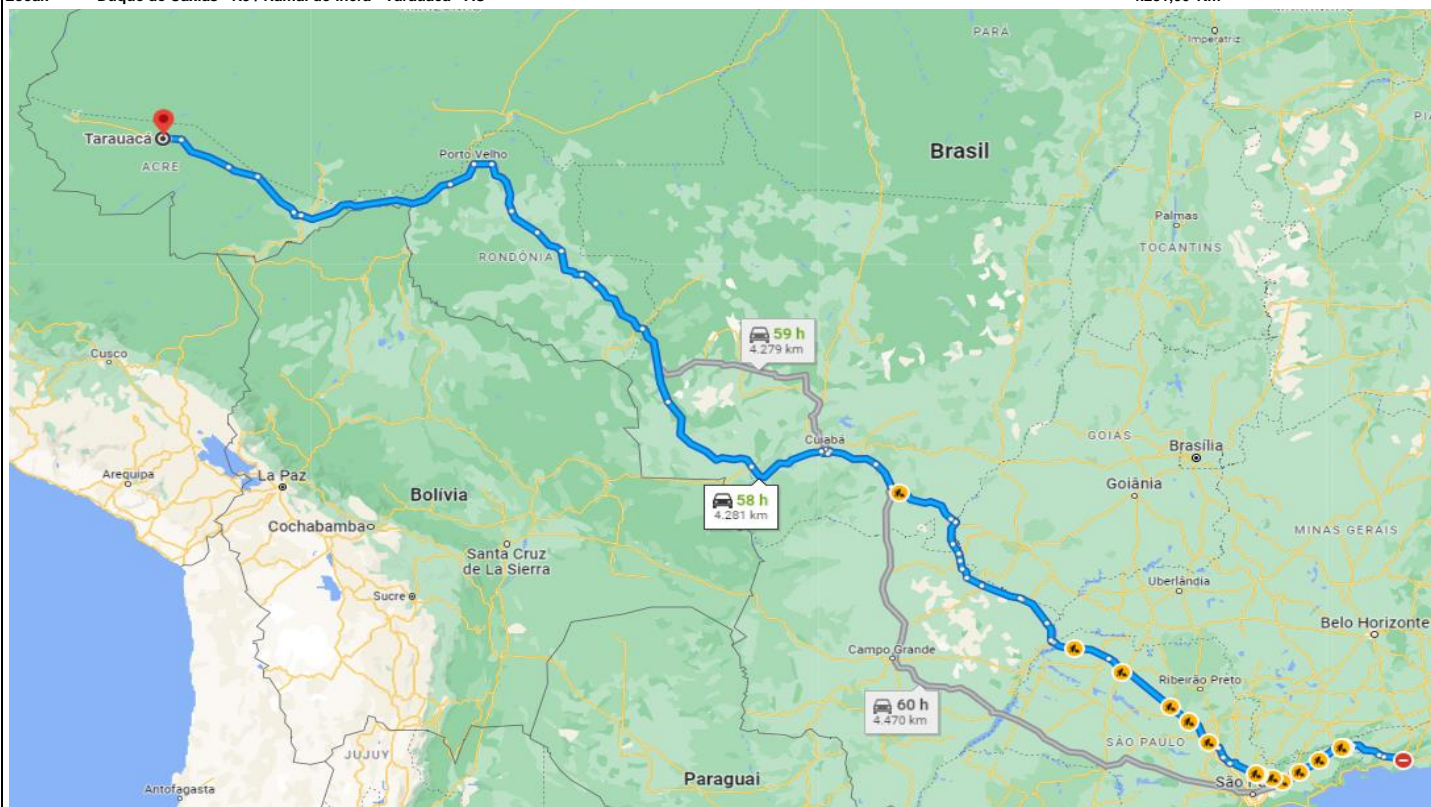 PARÁ
Imperatriz
Tarauacá
ACRE
Porto Velho
Brasil
Palmas
TOCANTINS
RONDÔNIA
59 h
4.279 km
Cusco
Cuiabá
GOIÁS
Brasília
Arequipa
La Paz
Bolívia
58 h
4.281 km
Goiânia
Cochabamba
MINAS GERAIS
Santa Cruz
de La Sierra
Uberlândia
Sucre
Belo Horizonte
Campo Grande
Ribeirão Preto
60 h
4.470 km
JUJUY
SÃO PAULO
Paraguai
São
Antofagasta